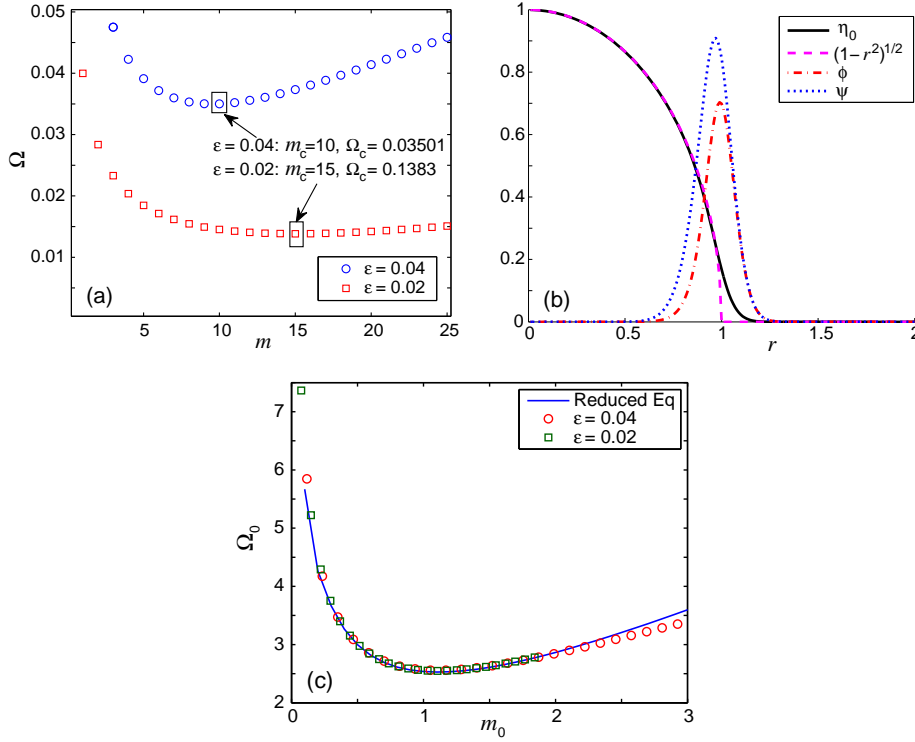 Ω
0.05
0.04
0.03
0.02
0.01
ε = 0.04: m_c=10, Ω_c= 0.03501
ε = 0.02: m_c=15, Ω_c= 0.1383
ε = 0.04
ε = 0.02
(a)
5 10 15 20 25
m
1
0.8
0.6
0.4
0.2
0
η_0
(1−r^2)^{1/2}
ϕ
ψ
(b)
0 0.5 1 1.5 2
r
7
6
5
4
3
2
Ω_0
Reduced Eq
ε = 0.04
ε = 0.02
(c)
0 1 2 3
m_0